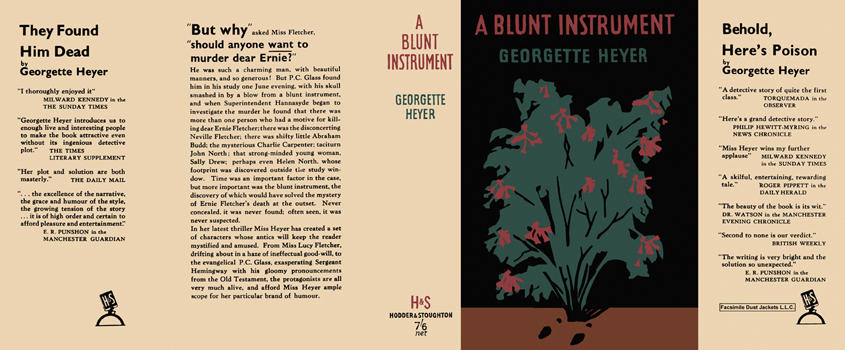 They Found
Him Dead
by
Georgette Heyer
"I thoroughly enjoyed it"
MILWARD KENNEDY in the
THE SUNDAY TIMES
"Georgette Heyer introduces us to
enough live and interesting people
to make the book attractive even
without its ingenious detective
plot." THE TIMES
LITERARY SUPPLEMENT
"Her plot and solution are both
masterly." THE DAILY MAIL
". . . the excellence of the narrative,
the grace and humour of the style,
the growing tension of the story
. . . it is of high order and certain to
afford pleasure and entertainment."
E. R. PUNSHON in the
MANCHESTER GUARDIAN
H&S
"But why" asked Miss Fletcher,
"should anyone want to
murder dear Ernie?"
He was such a charming man, with beautiful
manners, and so generous! But P.C. Glass found
him in his study one June evening, with his skull
smashed in by a blow from a blunt instrument,
and when Superintendent Hannasyde began to
investigate the murder he found that there was
more than one person who had a motive for kill-
ing dear Ernie Fletcher; there was the disconcerting
Neville Fletcher; there was shifty little Abraham
Budd; the mysterious Charlie Carpenter; taciturn
John North; that strong-minded young woman,
Sally Drew; perhaps even Helen North, whose
footprint was discovered outside the study win-
dow. Time was an important factor in the case,
but more important was the blunt instrument, the
discovery of which would have solved the mystery
of Ernie Fletcher's death at the outset. Never
concealed, it was never found; often seen, it was
never suspected.
In her latest thriller Miss Heyer has created a set
of characters whose antics will keep the reader
mystified and amused. From Miss Lucy Fletcher,
drifting about in a haze of ineffectual good-will, to
the evangelical P.C. Glass, exasperating Sergeant
Hemingway with his gloomy pronouncements
from the Old Testament, the protagonists are all
very much alive, and afford Miss Heyer ample
scope for her particular brand of humour.
A
BLUNT
INSTRUMENT
GEORGETTE
HEYER
H&S
HODDER & STOUGHTON
7/6
net
A BLUNT INSTRUMENT
GEORGETTE HEYER
Behold,
Here's Poison
by
Georgette Heyer
"A detective story of quite the first
class." TORQUEMADA in the
OBSERVER
"Here's a grand detective story."
PHILIP HEWITT-MYRING in the
NEWS CHRONICLE
"Miss Heyer wins my further
applause" MILWARD KENNEDY
in the SUNDAY TIMES
"A skilful, entertaining, rewarding
tale." ROGER PIPPETT in the
DAILY HERALD
"The beauty of the book is its wit."
DR. WATSON in the MANCHESTER
EVENING CHRONICLE
"Second to none is our verdict."
BRITISH WEEKLY
"The writing is very bright and the
solution so unexpected."
E. R. PUNSHON in the
MANCHESTER GUARDIAN
Facsimile Dust Jackets L.L.C.
H&S